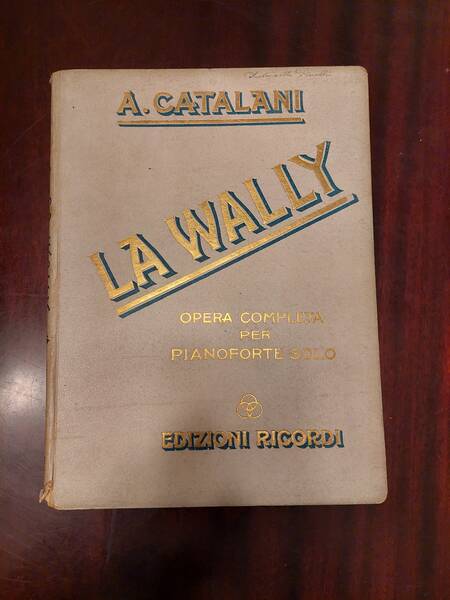 A. CATALANI
LA WALLY
OPERA COMPLETA
PER
PIANOFORTE SOLO
EDIZIONI RICORDI